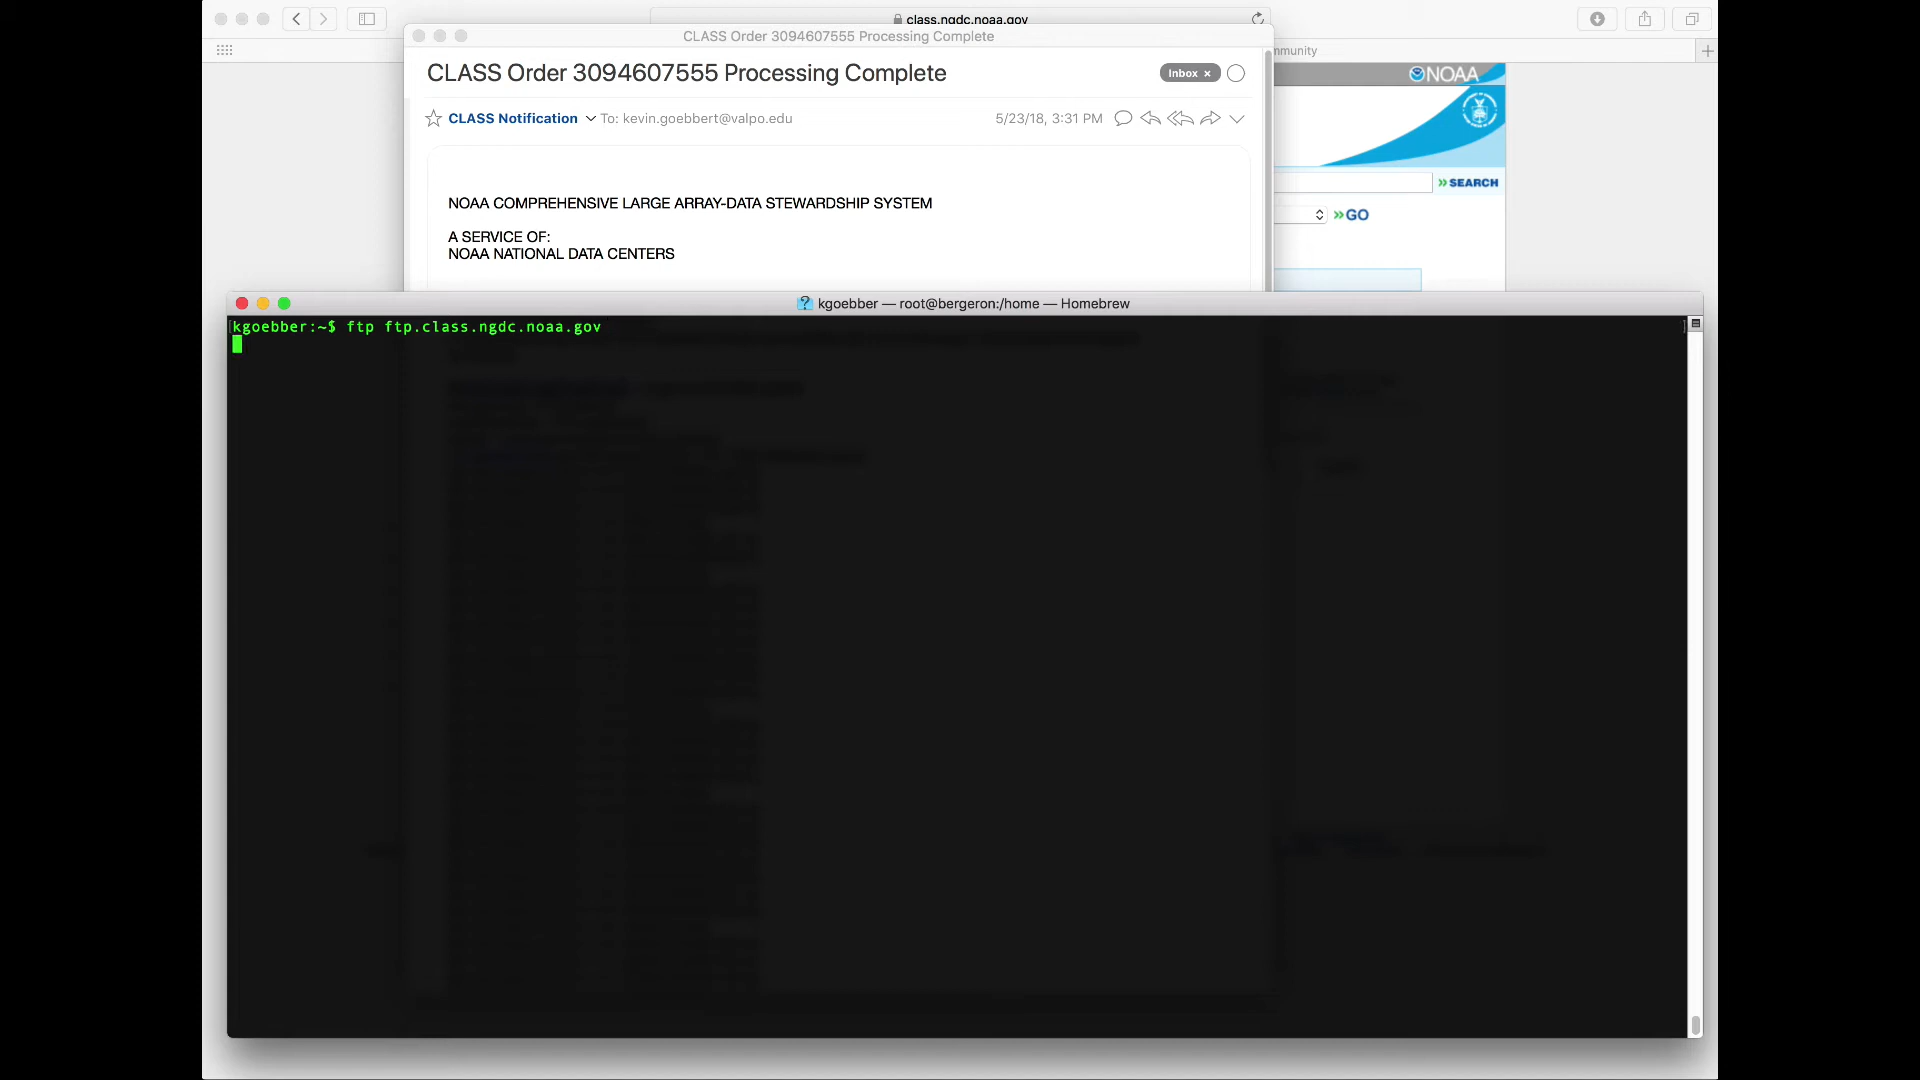 class.ngdc.noaa.gov
CLASS Order 3094607555 Processing Complete
mmunity
CLASS Order 3094607555 Processing Complete
Inbox ×
NOAA
CLASS Notification
To: kevin.goebbert@valpo.edu
5/23/18, 3:31 PM
»SEARCH
NOAA COMPREHENSIVE LARGE ARRAY-DATA STEWARDSHIP SYSTEM
»GO
A SERVICE OF:
NOAA NATIONAL DATA CENTERS
kgoebber — root@bergeron:/home — Homebrew
kgoebber:~$ ftp ftp.class.ngdc.noaa.gov